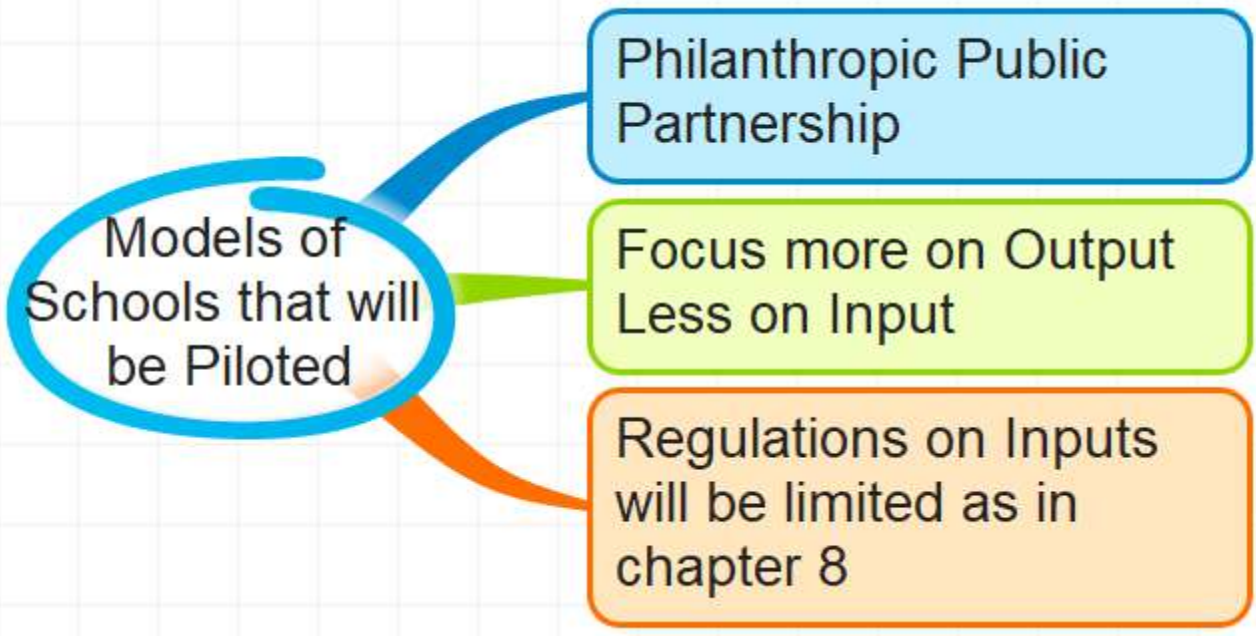 Models of
Schools that will
be Piloted
Philanthropic Public
Partnership
Focus more on Output
Less on Input
Regulations on Inputs
will be limited as in
chapter 8